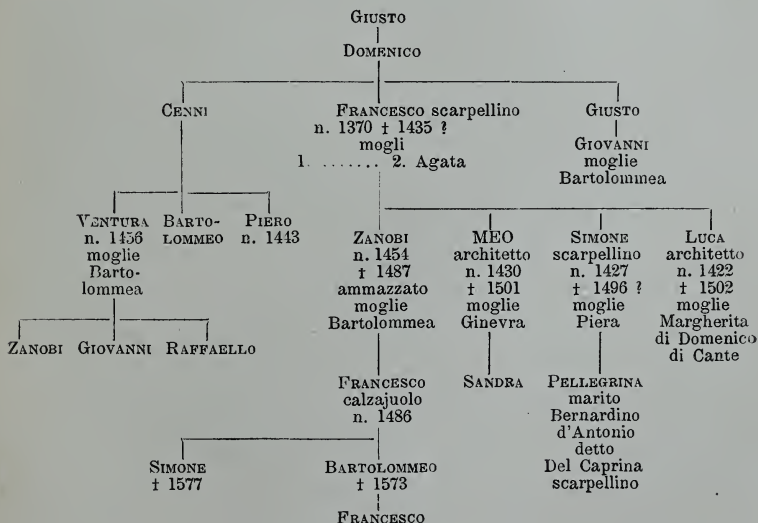 GIUSTO
DOMENICO
CENNI
FRANCESCO scarpellino
n. 1370 † 1435 ?
mogli
1. ....... 2. Agata
GIUSTO
GIOVANNI
moglie
Bartolommea
VENTURA
n. 1436
moglie
Barto-
lommea
BARTO-
LOMMEO
PIERO
n. 1443
ZANOBI
n. 1454
† 1487
ammazzato
moglie
Bartolommea
MEO
architetto
n. 1430
† 1501
moglie
Ginevra
SIMONE
scarpellino
n. 1427
† 1496 ?
moglie
Piera
LUCA
architetto
n. 1422
† 1502
moglie
Margherita
di Domenico
di Cante
ZANOBI GIOVANNI RAFFAELLO
FRANCESCO
calzajuolo
n. 1486
SANDRA
PELLEGRINA
marito
Bernardino
d'Antonio
detto
Del Caprina
scarpellino
SIMONE
† 1577
BARTOLOMMEO
† 1573
FRANCESCO